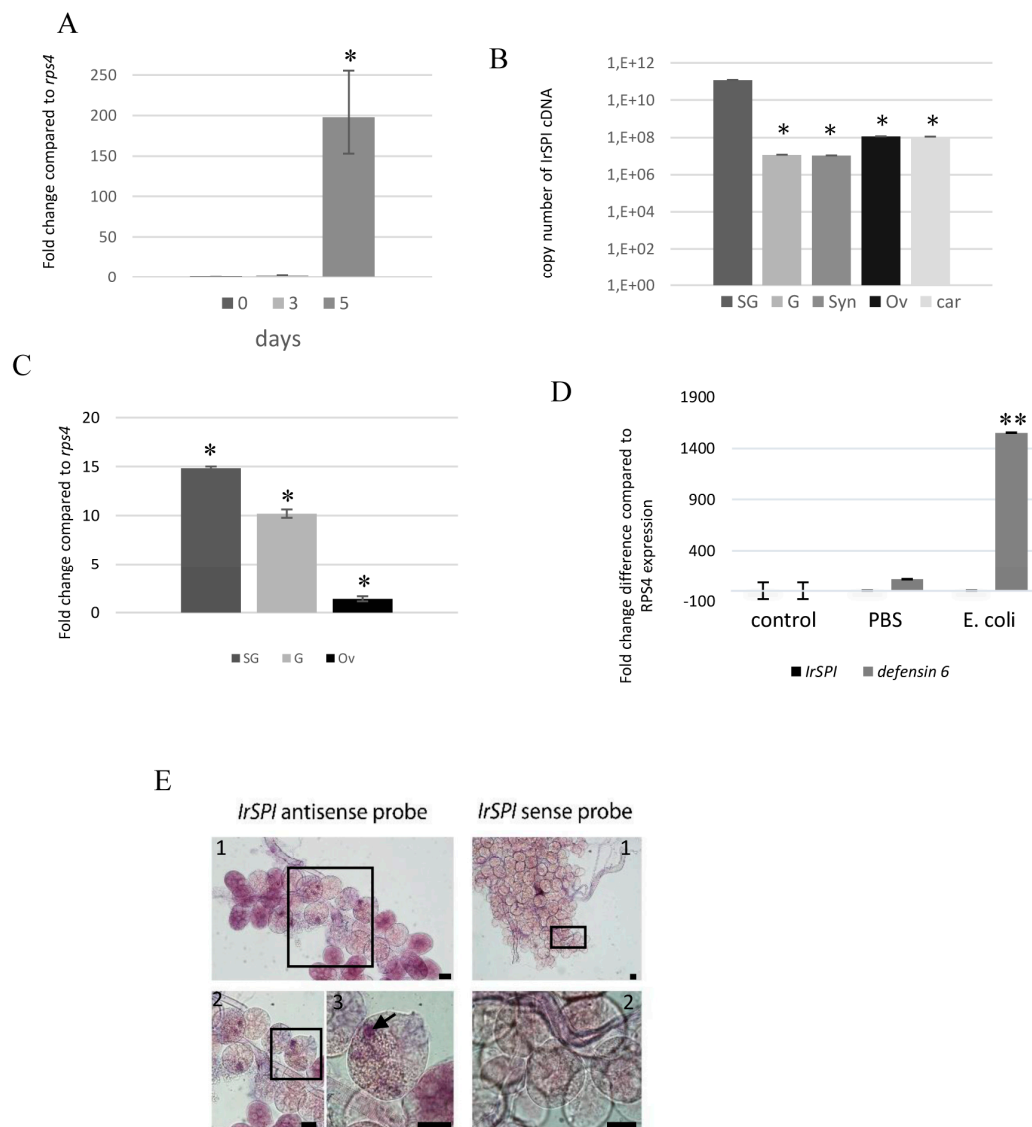 A
Fold change compared to rps4
*
250
200
150
100
50
0
0 3 5
days
B
copy number of IrSPI cDNA
1,E+12
1,E+10
1,E+08
1,E+06
1,E+04
1,E+02
1,E+00
* * * *
SG G Syn Ov car
C
Fold change compared to rps4
20
15
10
5
0
* * *
SG G Ov
D
Fold change difference compared to
RPS4 expression
1900
1400
900
400
-100
**
control PBS E. coli
IrSPI defensin 6
E
IrSPI antisense probe IrSPI sense probe
1 1
2 3 2